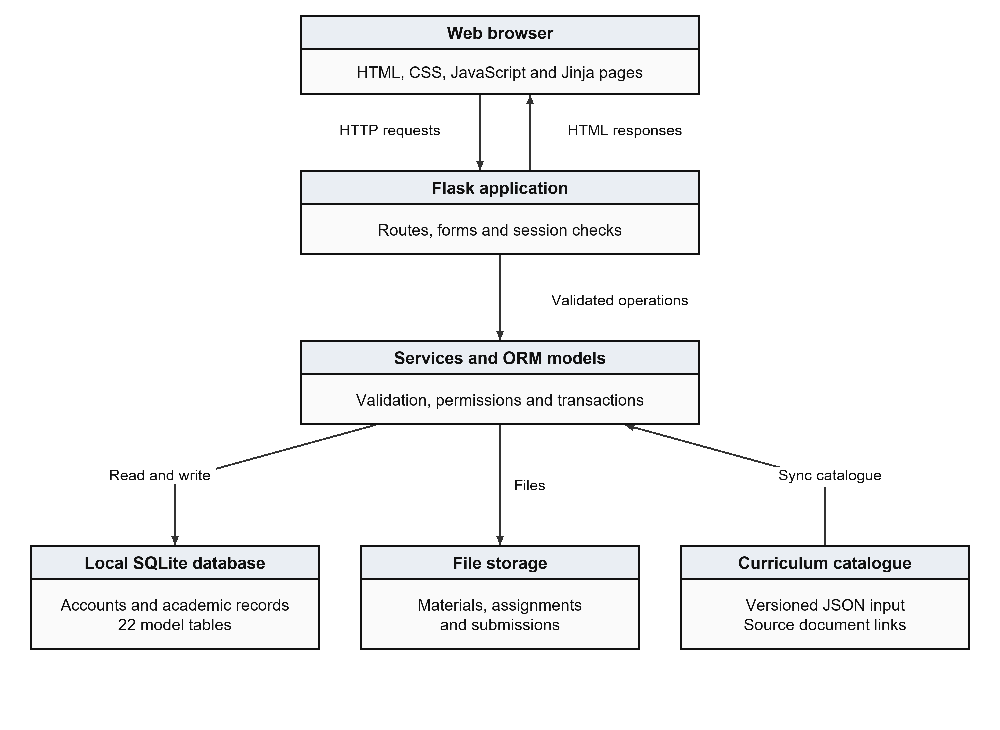 Web browser
HTML, CSS, JavaScript and Jinja pages
HTTP requests
HTML responses
Flask application
Routes, forms and session checks
Validated operations
Services and ORM models
Validation, permissions and transactions
Read and write
Files
Sync catalogue
Local SQLite database
Accounts and academic records
22 model tables
File storage
Materials, assignments
and submissions
Curriculum catalogue
Versioned JSON input
Source document links